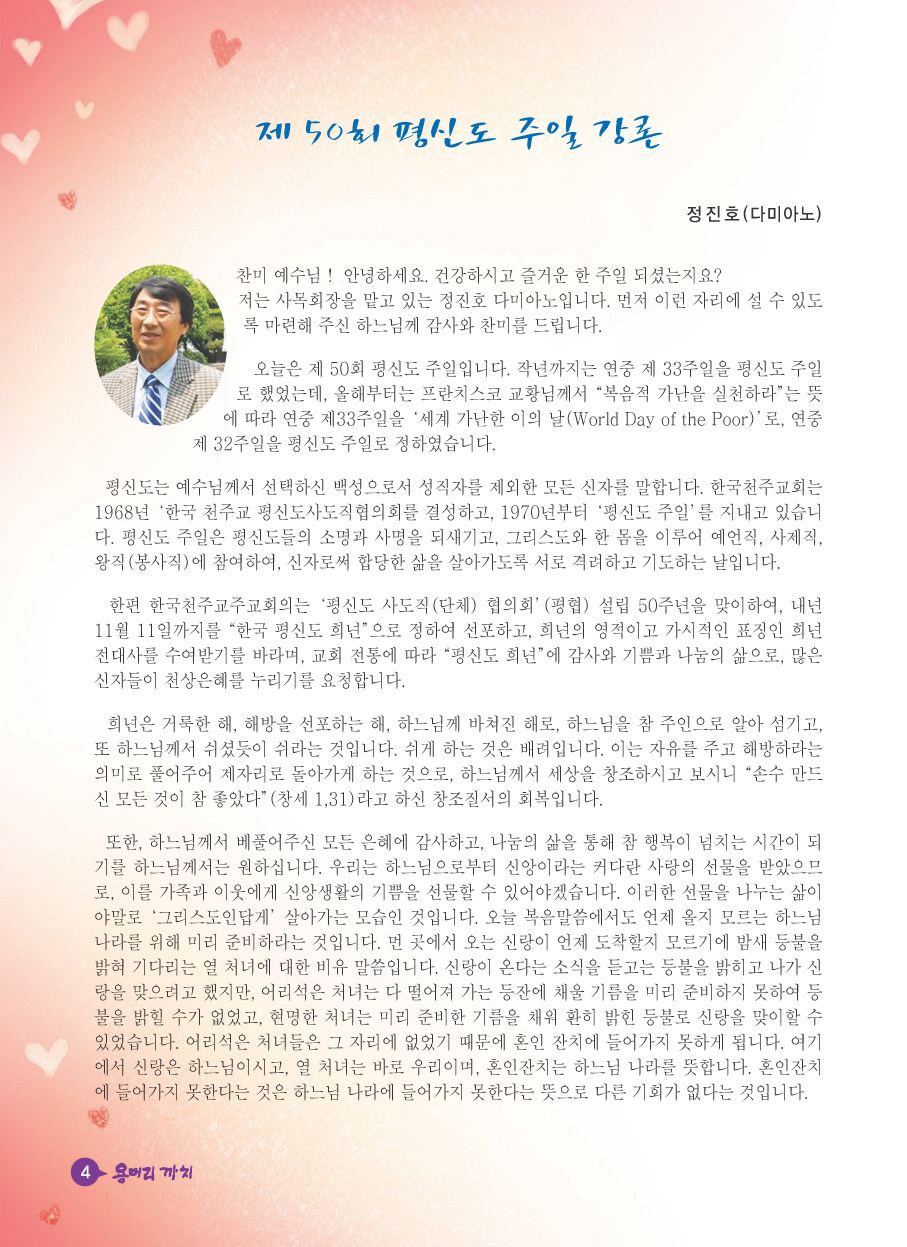 제 50회 평신도 주일 강론
정진호(다미아노)
찬미 예수님 ! 안녕하세요. 건강하시고 즐거운 한 주일 되셨는지요?
저는 사목회장을 맡고 있는 정진호 다미아노입니다. 먼저 이런 자리에 설 수 있도
록 마련해 주신 하느님께 감사와 찬미를 드립니다.
오늘은 제 50회 평신도 주일입니다. 작년까지는 연중 제 33주일을 평신도 주일
로 했었는데, 올해부터는 프란치스코 교황님께서 “복음적 가난을 실천하라”는 뜻
에 따라 연중 제33주일을 ‘세계 가난한 이의 날(World Day of the Poor)’로, 연중
제 32주일을 평신도 주일로 정하였습니다.
평신도는 예수님께서 선택하신 백성으로서 성직자를 제외한 모든 신자를 말합니다. 한국천주교회는
1968년 ‘한국 천주교 평신도사도직협의회를 결성하고, 1970년부터 ‘평신도 주일’를 지내고 있습니
다. 평신도 주일은 평신도들의 소명과 사명을 되새기고, 그리스도와 한 몸을 이루어 예언직, 사제직,
왕직(봉사직)에 참여하여, 신자로써 합당한 삶을 살아가도록 서로 격려하고 기도하는 날입니다.
한편 한국천주교주교회의는 ‘평신도 사도직(단체) 협의회’(평협) 설립 50주년을 맞이하여, 내년
11월 11일까지를 “한국 평신도 희년”으로 정하여 선포하고, 희년의 영적이고 가시적인 표징인 희년
전대사를 수여받기를 바라며, 교회 전통에 따라 “평신도 희년”에 감사와 기쁨과 나눔의 삶으로, 많은
신자들이 천상은혜를 누리기를 요청합니다.
희년은 거룩한 해, 해방을 선포하는 해, 하느님께 바쳐진 해로, 하느님을 참 주인으로 알아 섬기고,
또 하느님께서 쉬셨듯이 쉬라는 것입니다. 쉬게 하는 것은 배려입니다. 이는 자유를 주고 해방하라는
의미로 풀어주어 제자리로 돌아가게 하는 것으로, 하느님께서 세상을 창조하시고 보시니 “손수 만드
신 모든 것이 참 좋았다”(창세 1,31)라고 하신 창조질서의 회복입니다.
또한, 하느님께서 베풀어주신 모든 은혜에 감사하고, 나눔의 삶을 통해 참 행복이 넘치는 시간이 되
기를 하느님께서는 원하십니다. 우리는 하느님으로부터 신앙이라는 커다란 사랑의 선물을 받았으므
로, 이를 가족과 이웃에게 신앙생활의 기쁨을 선물할 수 있어야겠습니다. 이러한 선물을 나누는 삶이
야말로 ‘그리스도인답게’ 살아가는 모습인 것입니다. 오늘 복음말씀에서도 언제 올지 모르는 하느님
나라를 위해 미리 준비하라는 것입니다. 먼 곳에서 오는 신랑이 언제 도착할지 모르기에 밤새 등불을
밝혀 기다리는 열 처녀에 대한 비유 말씀입니다. 신랑이 온다는 소식을 듣고는 등불을 밝히고 나가 신
랑을 맞으려고 했지만, 어리석은 처녀는 다 떨어져 가는 등잔에 채울 기름을 미리 준비하지 못하여 등
불을 밝힐 수가 없었고, 현명한 처녀는 미리 준비한 기름을 채워 환히 밝힌 등불로 신랑을 맞이할 수
있었습니다. 어리석은 처녀들은 그 자리에 없었기 때문에 혼인 잔치에 들어가지 못하게 됩니다. 여기
에서 신랑은 하느님이시고, 열 처녀는 바로 우리이며, 혼인잔치는 하느님 나라를 뜻합니다. 혼인잔치
에 들어가지 못한다는 것은 하느님 나라에 들어가지 못한다는 뜻으로 다른 기회가 없다는 것입니다.
4 용머리 까치